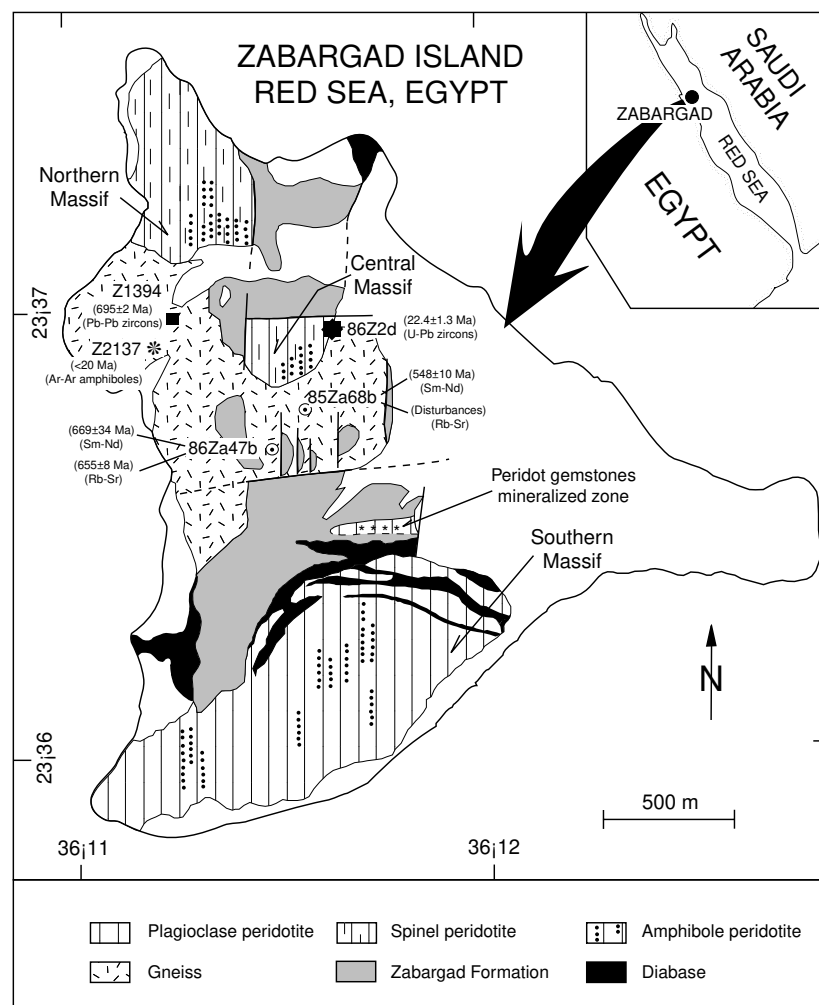 ZABARGAD ISLAND
RED SEA, EGYPT
SAUDI
ARABIA
ZABARGAD
RED SEA
EGYPT
Northern
Massif
Central
Massif
Z1394
(695±2 Ma)
(Pb-Pb zircons)
Z2137
(<20 Ma)
(Ar-Ar amphiboles)
86Z2d
(22.4±1.3 Ma)
(U-Pb zircons)
85Za68b
(548±10 Ma)
(Sm-Nd)
(Disturbances)
(Rb-Sr)
(669±34 Ma)
(Sm-Nd)
86Za47b
(655±8 Ma)
(Rb-Sr)
Peridot gemstones
mineralized zone
Southern
Massif
N
500 m
23¡37
23¡36
36¡11
36¡12
Plagioclase peridotite
Spinel peridotite
Amphibole peridotite
Gneiss
Zabargad Formation
Diabase